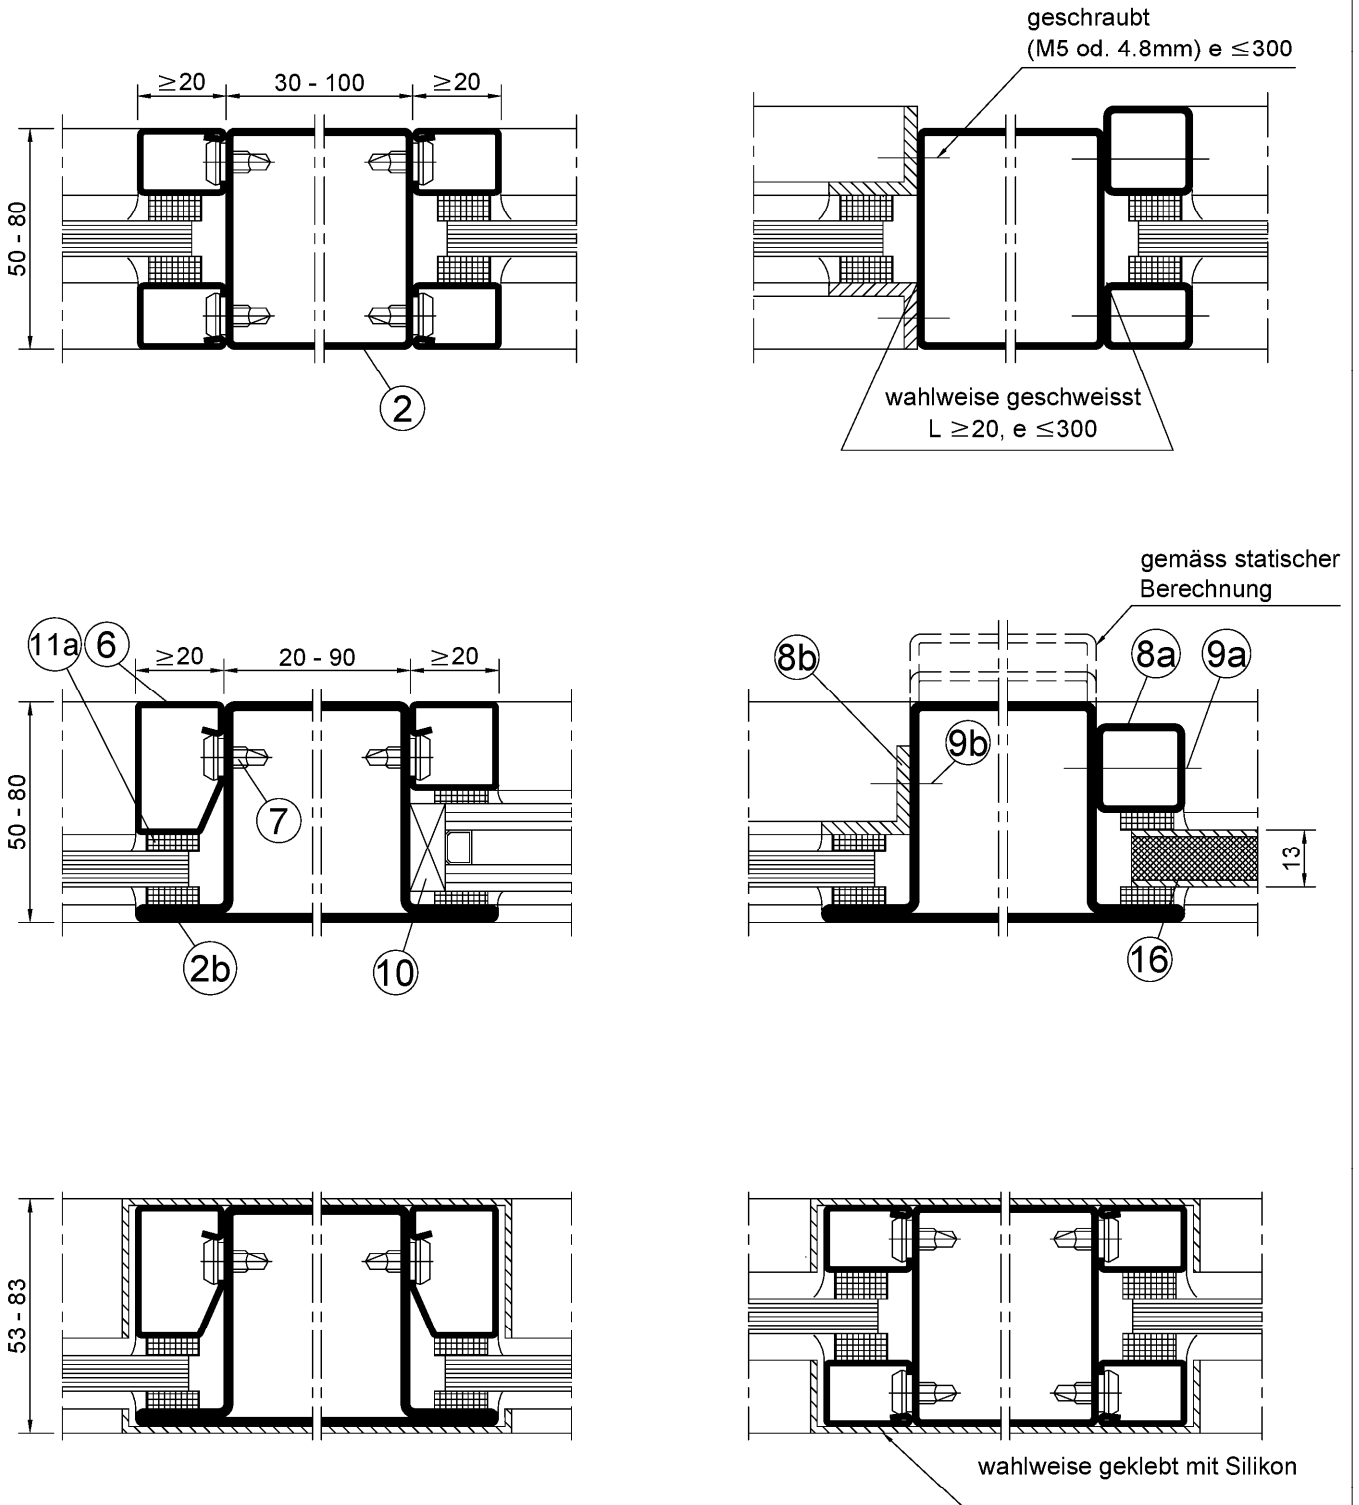 geschraubt
(M5 od. 4.8mm) e ≤300
≥20
30 - 100
≥20
50 - 80
2
wahlweise geschweisst
L ≥20, e ≤300
gemäss statischer
Berechnung
11a
6
≥20
20 - 90
≥20
8b
8a
9a
9b
7
50 - 80
13
2b
10
16
53 - 83
wahlweise geklebt mit Silikon